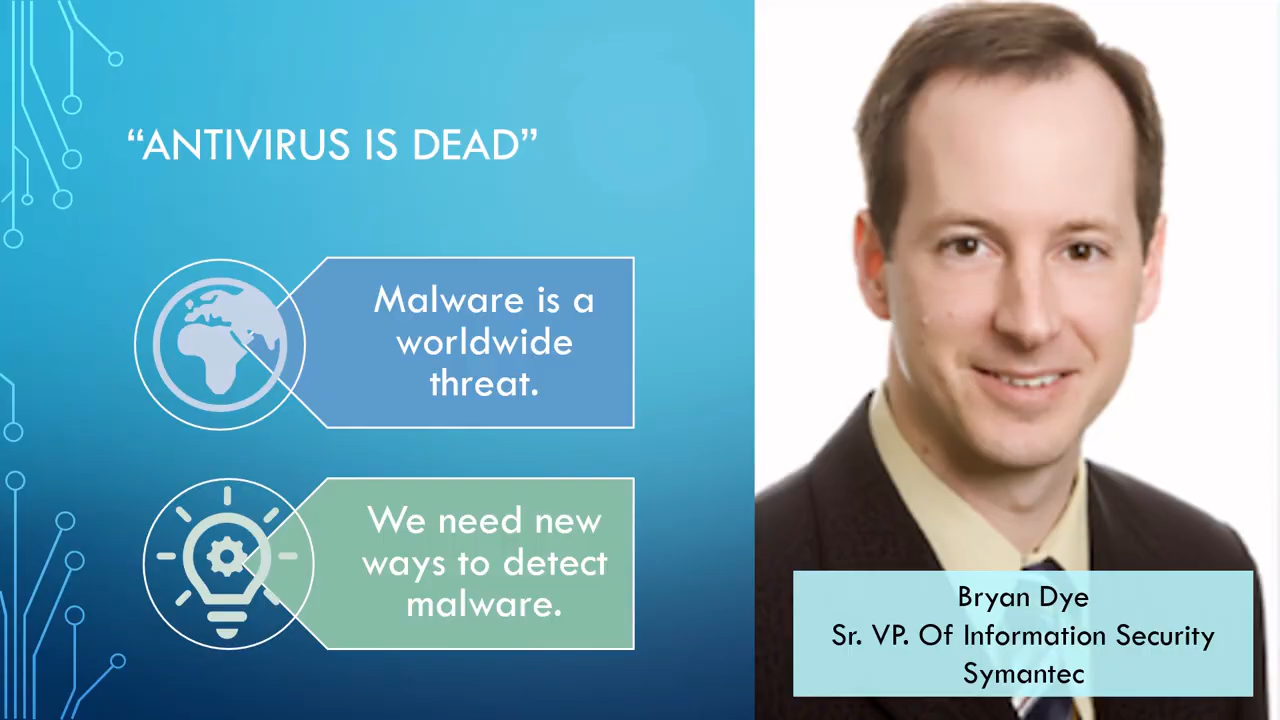 “ANTIVIRUS IS DEAD”
Malware is a
worldwide
threat.
We need new
ways to detect
malware.
Bryan Dye
Sr. VP. Of Information Security
Symantec